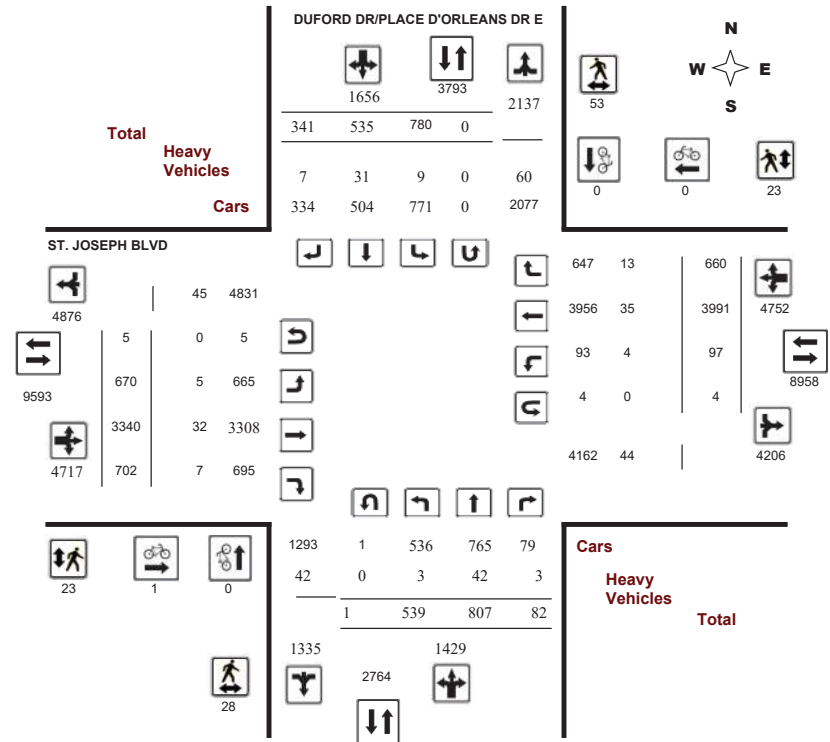 DUFORD DR/PLACE D'ORLEANS DR E
N
W E
S
1656 3793 2137 53
Total
341 535 780 0
Heavy
Vehicles
7 31 9 0 60
0 0 23
Cars
334 504 771 0 2077
ST. JOSEPH BLVD
647 13 660
45 4831
4876
3956 35 3991 4752
5 0 5
93 4 97
9593
8958
670 5 665
4 0 4
3340 32 3308
4162 44 4206
4717 702 7 695
1293 1 536 765 79
Cars
42 0 3 42 3
Heavy
Vehicles
23 1 0
1 539 807 82
Total
1335 1429
2764
28